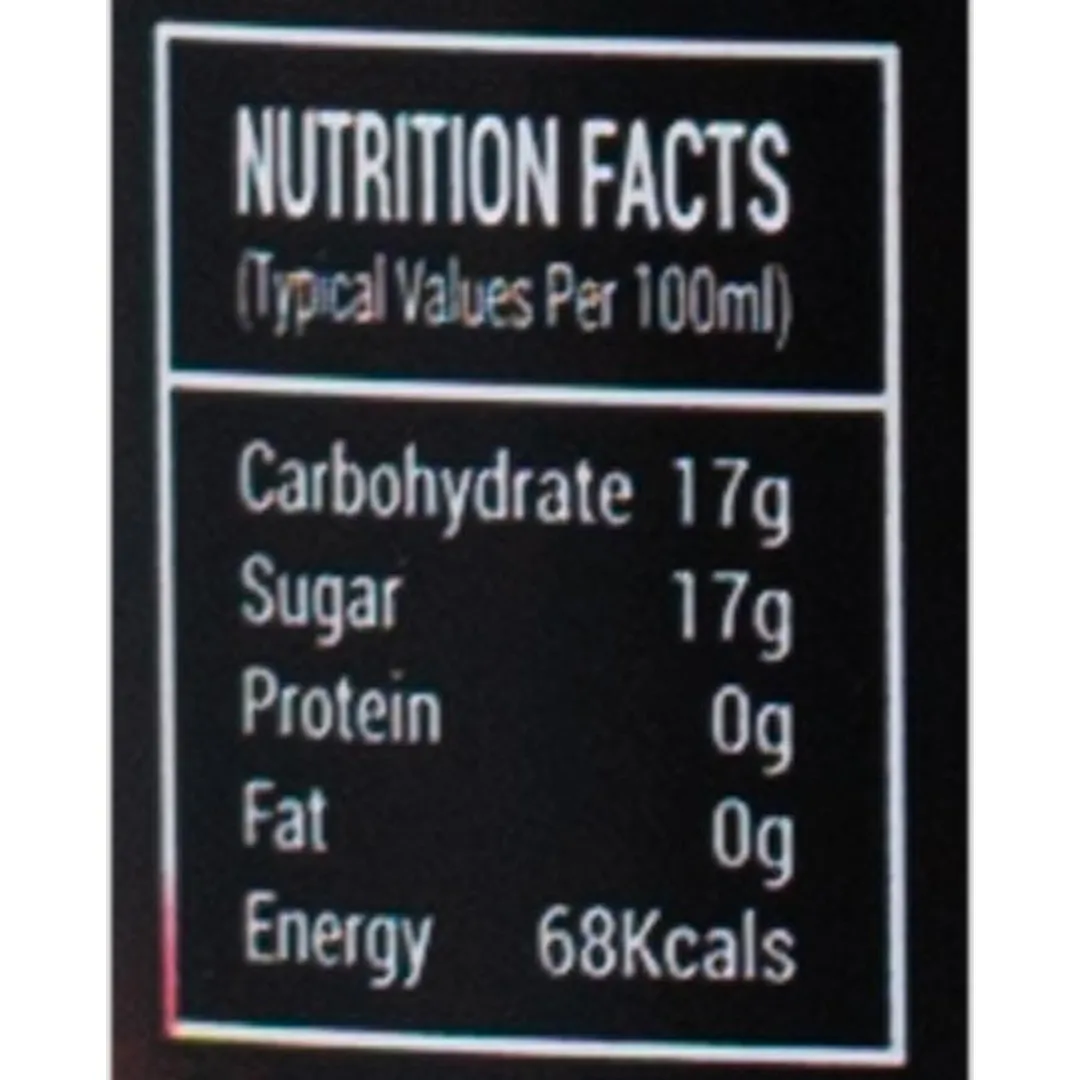 NUTRITION FACTS
(Typical Values Per 100ml)
Carbohydrate 17g
Sugar 17g
Protein 0g
Fat 0g
Energy 68Kcals